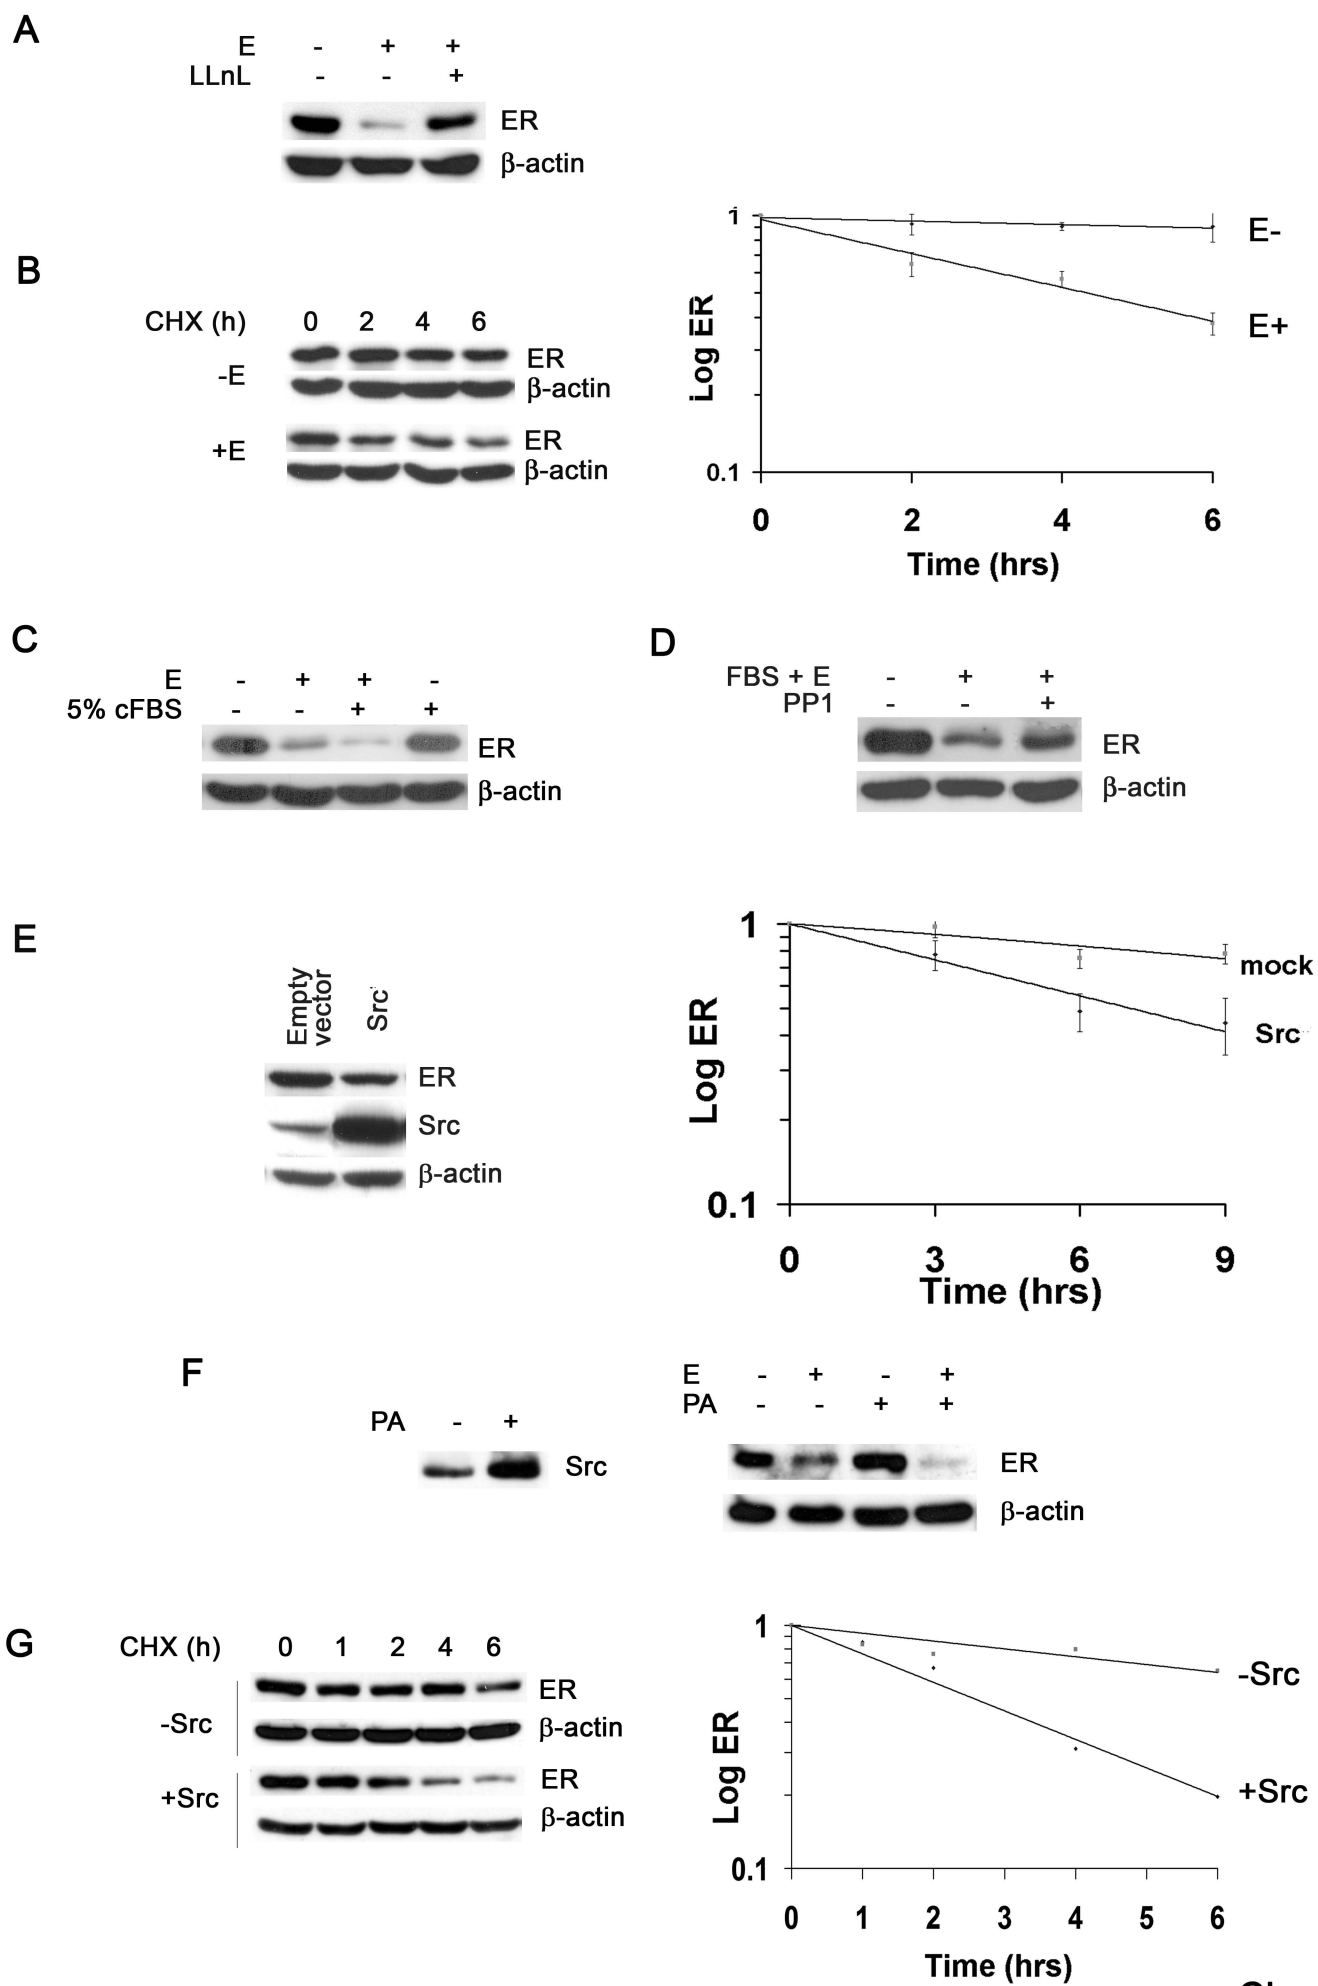 A
E - + +
LLnL - - +
ER
β-actin
B
CHX (h) 0 2 4 6
-E
ER
β-actin
+E
ER
β-actin
Log ER
1
0.1
E-
E+
0 2 4 6
Time (hrs)
C
E - + + -
5% cFBS - - + +
ER
β-actin
D
FBS + E - + +
PP1 - - +
ER
β-actin
E
Empty vector
Src
ER
Src
β-actin
Log ER
1
0.1
mock
Src
0 3 6 9
Time (hrs)
F
PA - +
Src
E - + - +
PA - - + +
ER
β-actin
G
CHX (h) 0 1 2 4 6
-Src
ER
β-actin
+Src
ER
β-actin
Log ER
1
0.1
-Src
+Src
0 1 2 3 4 5 6
Time (hrs)